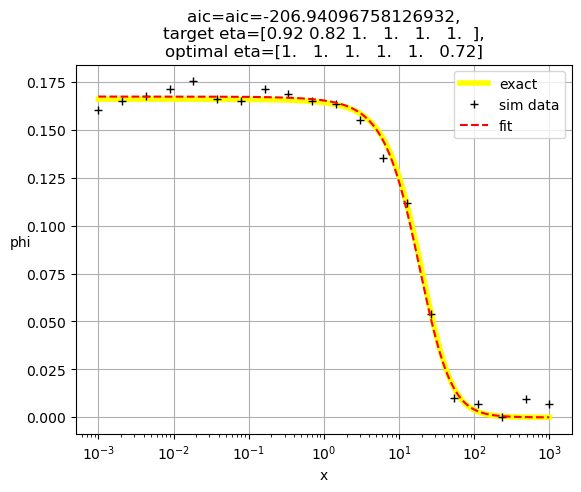 aic=aic=-206.94096758126932,
target eta=[0.92 0.82 1.   1.   1.   1.  ],
optimal eta=[1.   1.   1.   1.   1.   0.72]
exact
sim data
fit
0.175
0.150
0.125
0.100
0.075
0.050
0.025
0.000
phi
10⁻³
10⁻²
10⁻¹
10⁰
10¹
10²
10³
x